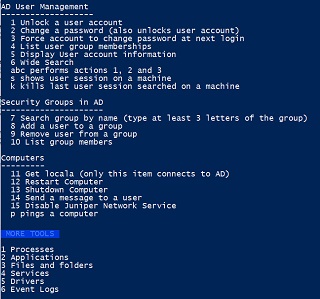 AD User Management
--------------------
1 Unlock a user account
2 Change a password (also unlocks user account)
3 Force account to change password at next login
4 List user group memberships
5 Display User account information
6 Wide Search
abc performs actions 1, 2 and 3
s shows user session on a machine
k kills last user session searched on a machine
Security Groups in AD
----------------------
7 Search group by name (type at least 3 letters of the group)
8 Add a user to a group
9 Remove user from a group
10 List group members
Computers
----------
11 Get locala (only this item connects to AD)
12 Restart Computer
13 Shutdown Computer
14 Send a message to a user
15 Disable Juniper Network Service
p pings a computer
MORE TOOLS
1 Processes
2 Applications
3 Files and folders
4 Services
5 Drivers
6 Event Logs